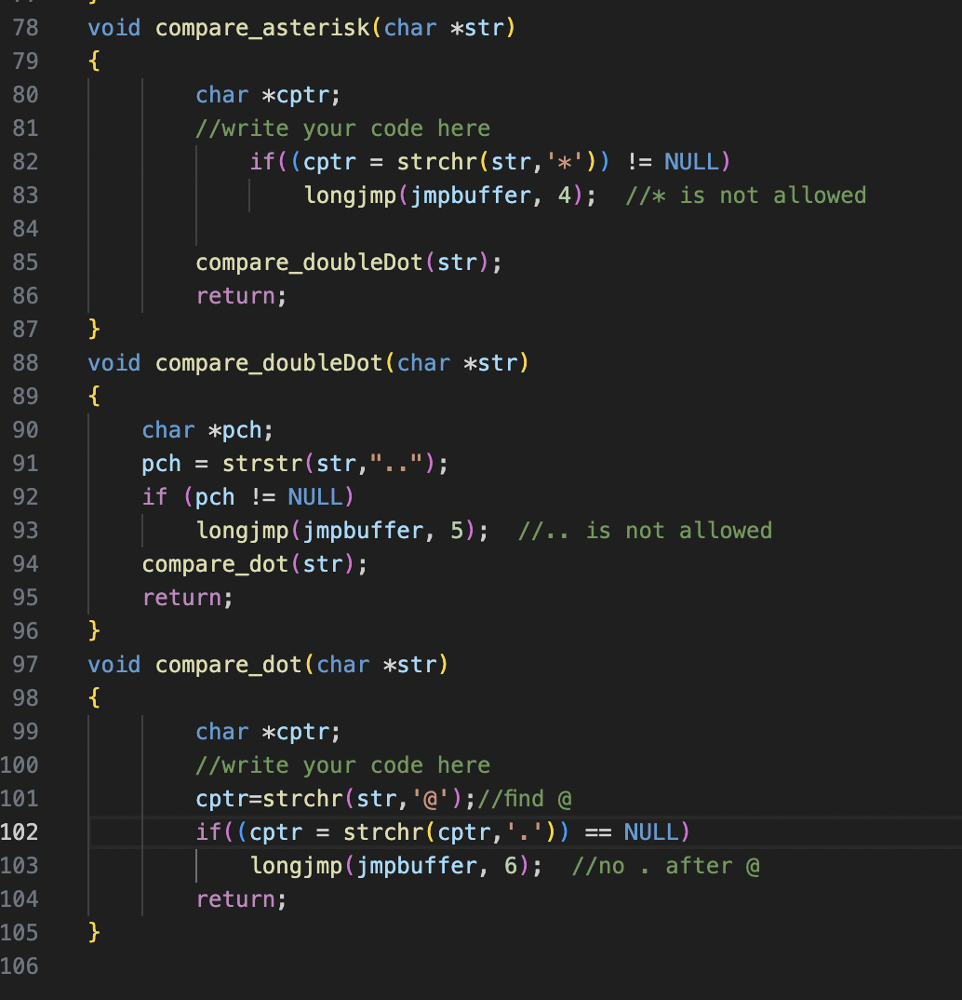 78 void compare_asterisk(char *str)
79 {
80 char *cptr;
81 //write your code here
82 if((cptr = strchr(str,'*')) != NULL)
83 longjmp(jmpbuffer, 4);  //* is not allowed
84
85 compare_doubleDot(str);
86 return;
87 }
88 void compare_doubleDot(char *str)
89 {
90 char *pch;
91 pch = strstr(str,"..");
92 if (pch != NULL)
93 longjmp(jmpbuffer, 5);  //.. is not allowed
94 compare_dot(str);
95 return;
96 }
97 void compare_dot(char *str)
98 {
99 char *cptr;
100 //write your code here
101 cptr=strchr(str,'@');//find @
102 if((cptr = strchr(cptr,'.')) == NULL)
103 longjmp(jmpbuffer, 6);  //no . after @
104 return;
105 }
106